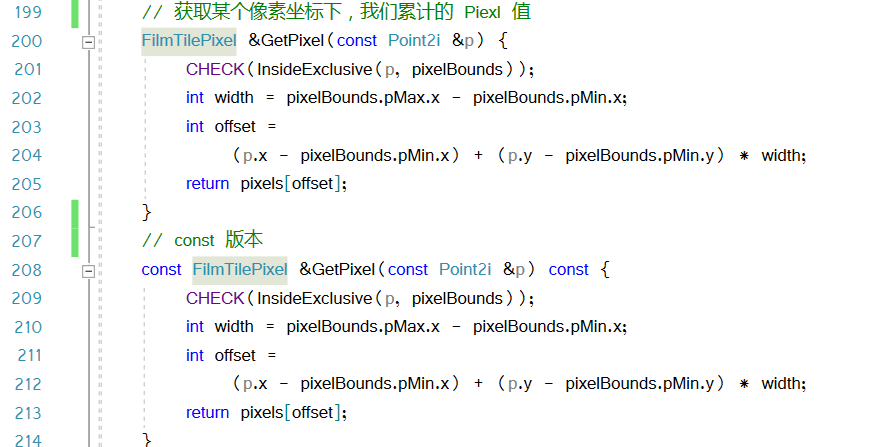 199 // 获取某个像素坐标下，我们累计的 Piexl 值
200 FilmTilePixel &GetPixel(const Point2i &p) {
201 CHECK(InsideExclusive(p, pixelBounds));
202 int width = pixelBounds.pMax.x - pixelBounds.pMin.x;
203 int offset =
204 (p.x - pixelBounds.pMin.x) + (p.y - pixelBounds.pMin.y) * width;
205 return pixels[offset];
206 }
207 // const 版本
208 const FilmTilePixel &GetPixel(const Point2i &p) const {
209 CHECK(InsideExclusive(p, pixelBounds));
210 int width = pixelBounds.pMax.x - pixelBounds.pMin.x;
211 int offset =
212 (p.x - pixelBounds.pMin.x) + (p.y - pixelBounds.pMin.y) * width;
213 return pixels[offset];
214 }